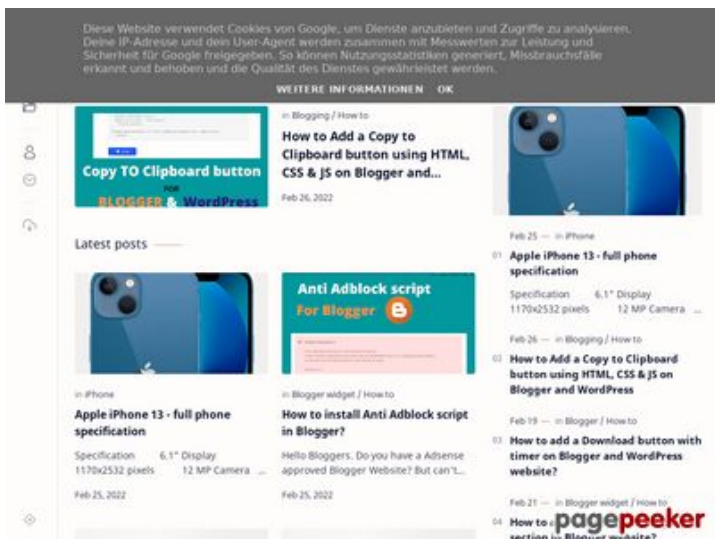 Diese Website verwendet Cookies von Google, um Dienste anzubieten und Zugriffe zu analysieren.
Deine IP-Adresse und dein User-Agent werden zusammen mit Messwerten zur Leistung und
Sicherheit für Google freigegeben. So können Nutzungsstatistiken generiert, Missbrauchsfälle
erkannt und behoben und die Qualität des Dienstes gewährleistet werden.
WEITERE INFORMATIONEN OK
Copy TO Clipboard button
FOR
BLOGGER & WordPress
in Blogging / How to
How to Add a Copy to
Clipboard button using HTML,
CSS & JS on Blogger and...
Feb 26, 2022
Latest posts
in iPhone
Apple iPhone 13 - full phone
specification
Specification 6.1" Display
1170x2532 pixels 12 MP Camera ...
Feb 25, 2022
Anti Adblock script
For Blogger
in Blogger widget / How to
How to install Anti Adblock script
in Blogger?
Hello Bloggers. Do you have a Adsense
approved Blogger Website? But can't...
Feb 25, 2022
Feb 25 — in iPhone
01 Apple iPhone 13 - full phone
specification
Specification 6.1" Display
1170x2532 pixels 12 MP Camera ...
Feb 26 — in Blogging / How to
02 How to Add a Copy to Clipboard
button using HTML, CSS & JS on
Blogger and WordPress
Feb 19 — in Blogger / How to
03 How to add a Download button with
timer on Blogger and WordPress
website?
Feb 21 — in Blogger widget / How to
04 How to
section in Blogger website?
pagepeeker